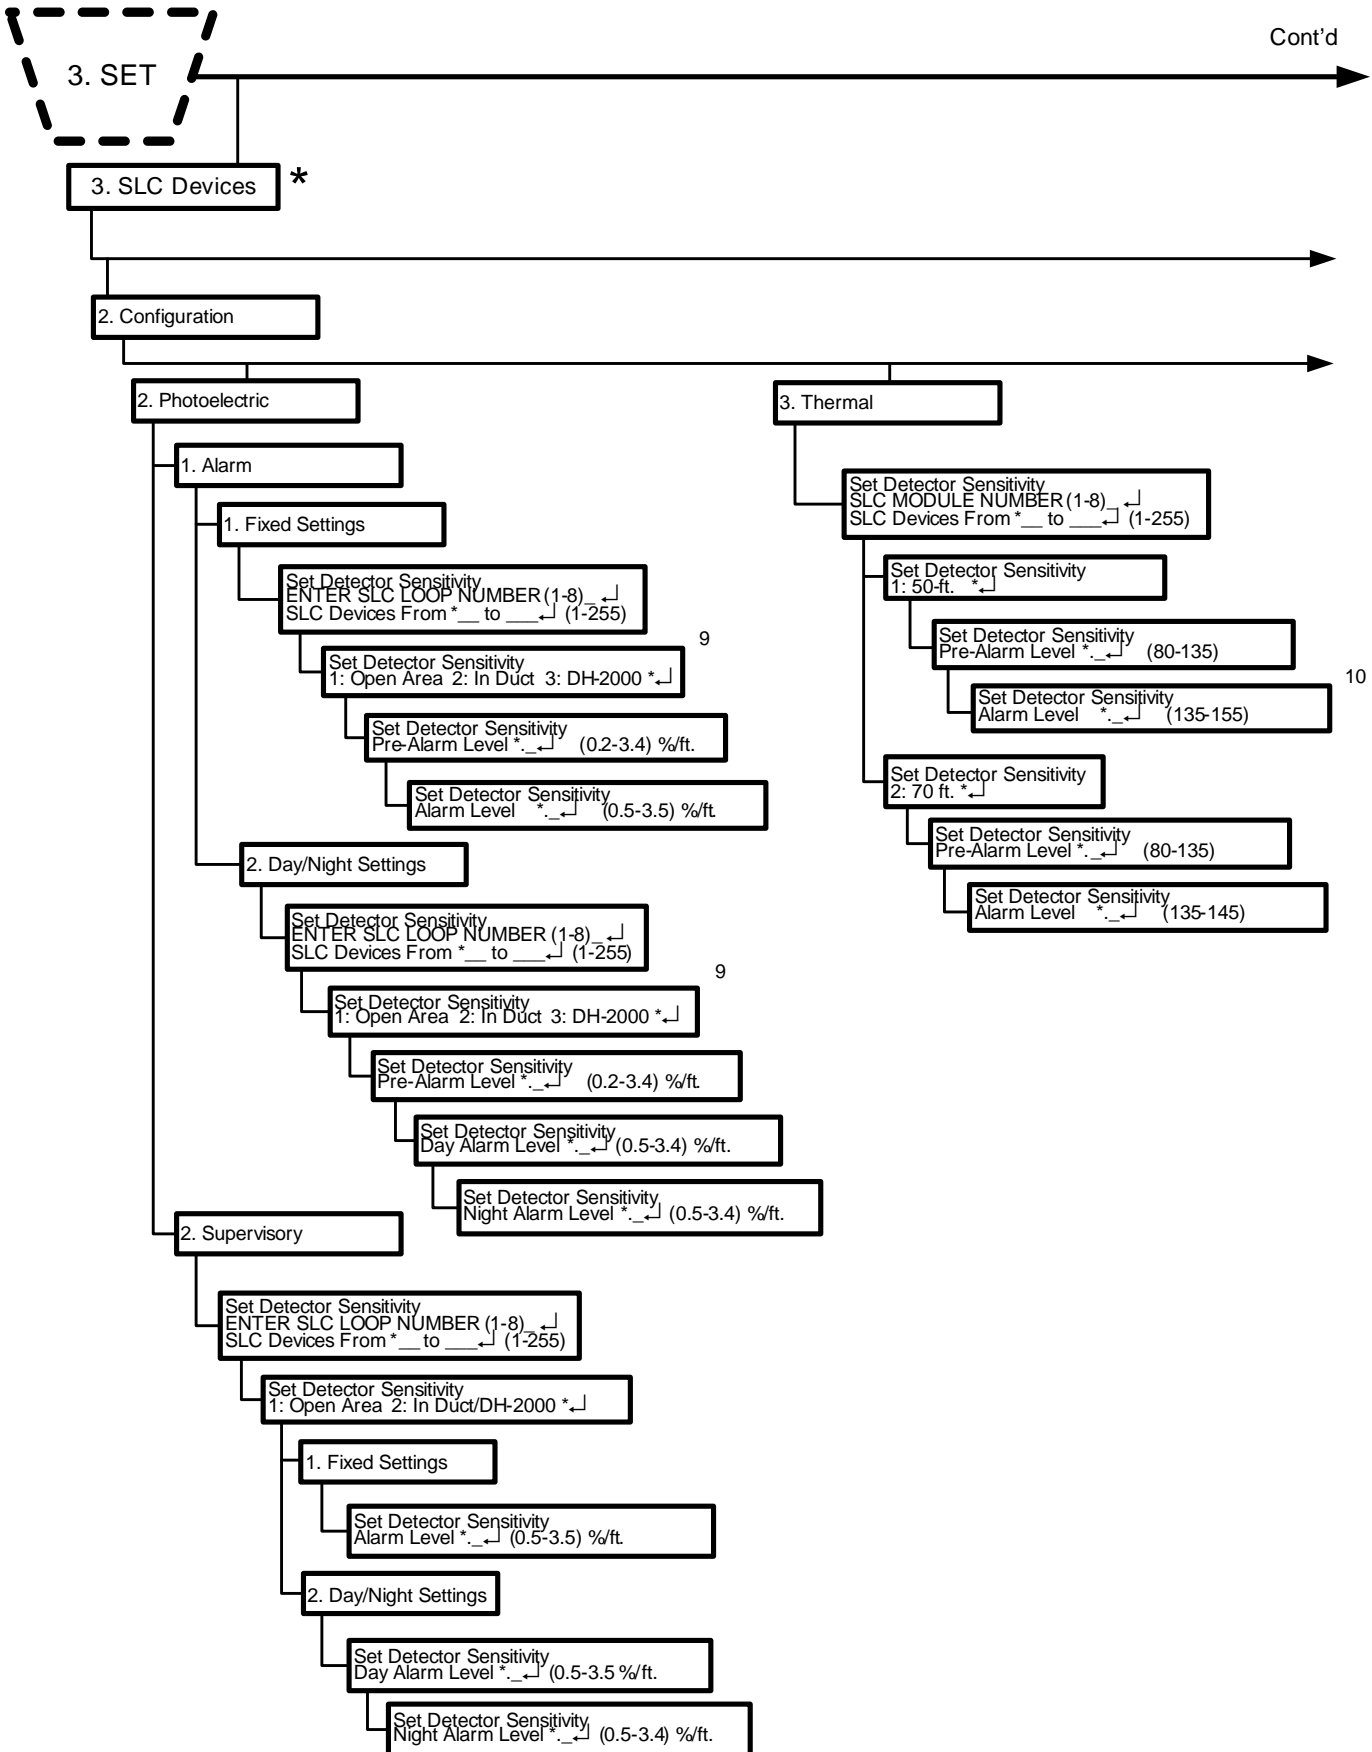 Cont'd
3. SET
3. SLC Devices *
2. Configuration
2. Photoelectric
1. Alarm
1. Fixed Settings
Set Detector Sensitivity
ENTER SLC LOOP NUMBER (1-8)_ ↵
SLC Devices From *__ to ___↵ (1-255)
9
Set Detector Sensitivity
1: Open Area 2: In Duct 3: DH-2000 *↵
Set Detector Sensitivity
Pre-Alarm Level *._↵ (0.2-3.4) %/ft.
Set Detector Sensitivity
Alarm Level *._↵ (0.5-3.5) %/ft.
2. Day/Night Settings
Set Detector Sensitivity
ENTER SLC LOOP NUMBER (1-8)_ ↵
SLC Devices From *__ to ___↵ (1-255)
9
Set Detector Sensitivity
1: Open Area 2: In Duct 3: DH-2000 *↵
Set Detector Sensitivity
Pre-Alarm Level *._↵ (0.2-3.4) %/ft.
Set Detector Sensitivity
Day Alarm Level *._↵ (0.5-3.4) %/ft.
Set Detector Sensitivity
Night Alarm Level *._↵ (0.5-3.4) %/ft.
2. Supervisory
Set Detector Sensitivity
ENTER SLC LOOP NUMBER (1-8)_ ↵
SLC Devices From *__ to ___↵ (1-255)
Set Detector Sensitivity
1: Open Area 2: In Duct/DH-2000 *↵
1. Fixed Settings
Set Detector Sensitivity
Alarm Level *._↵ (0.5-3.5) %/ft.
2. Day/Night Settings
Set Detector Sensitivity
Day Alarm Level *._↵ (0.5-3.5 %/ft.
Set Detector Sensitivity
Night Alarm Level *._↵ (0.5-3.4) %/ft.
3. Thermal
Set Detector Sensitivity
SLC MODULE NUMBER (1-8)_ ↵
SLC Devices From *__ to ___↵ (1-255)
Set Detector Sensitivity
1: 50-ft. *↵
Set Detector Sensitivity
Pre-Alarm Level *._↵ (80-135)
10
Set Detector Sensitivity
Alarm Level *._↵ (135-155)
Set Detector Sensitivity
2: 70 ft. *↵
Set Detector Sensitivity
Pre-Alarm Level *._↵ (80-135)
Set Detector Sensitivity
Alarm Level *._↵ (135-145)